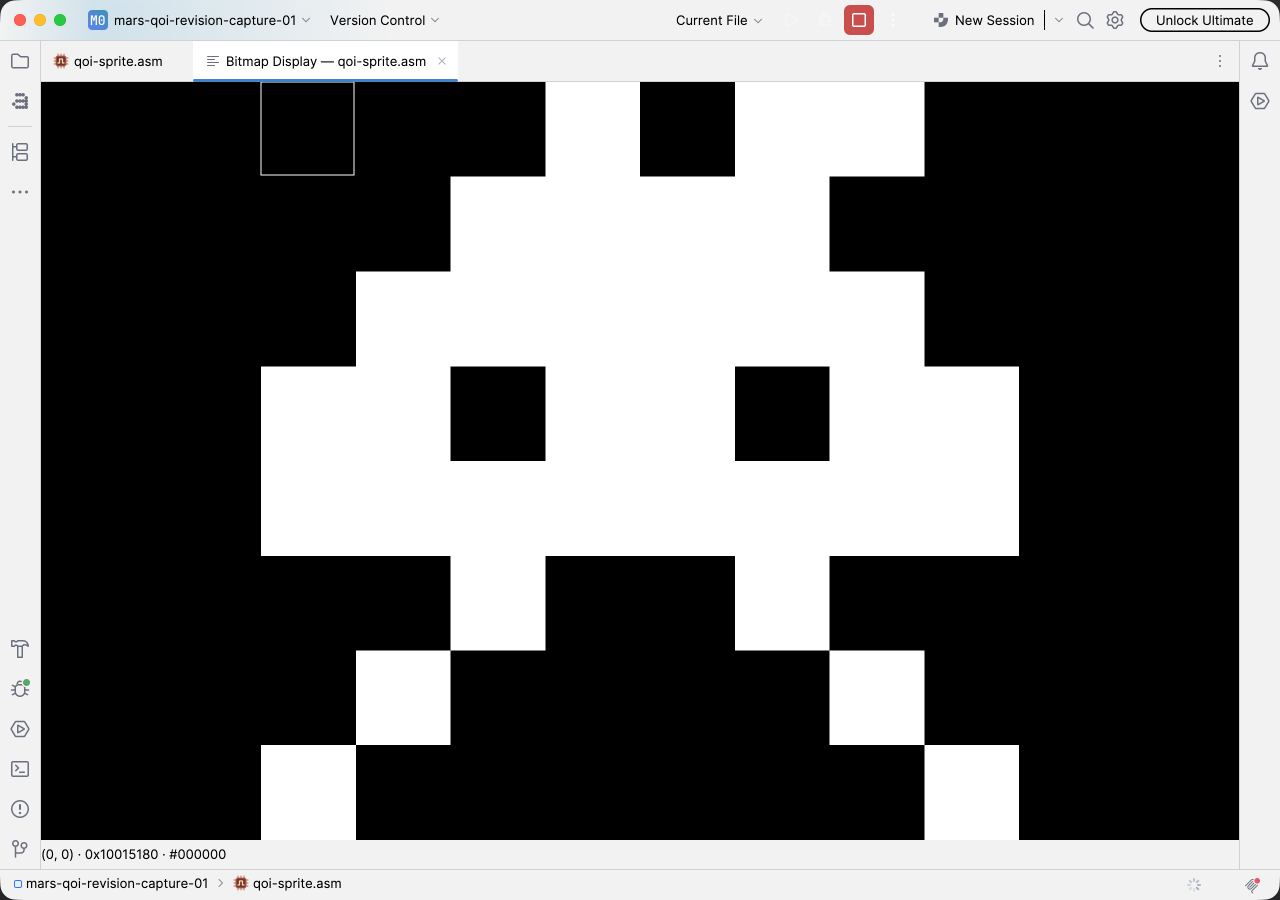 M0 mars-qoi-revision-capture-01 Version Control Current File New Session Unlock Ultimate
qoi-sprite.asm Bitmap Display — qoi-sprite.asm
(0, 0) · 0x10015180 · #000000
mars-qoi-revision-capture-01 qoi-sprite.asm